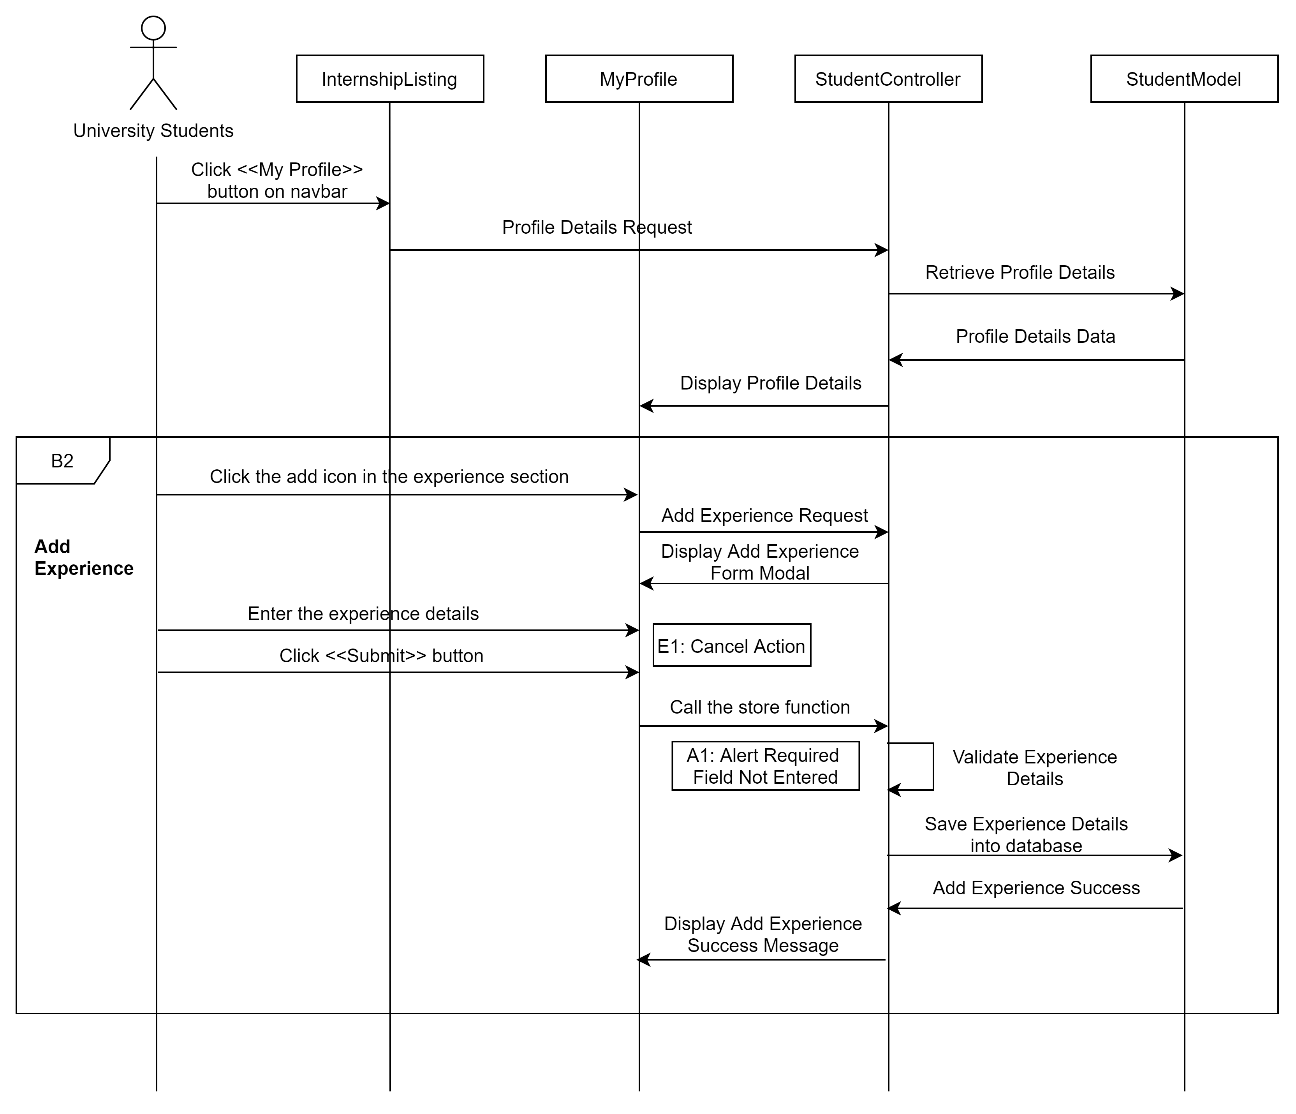 University Students
InternshipListing
MyProfile
StudentController
StudentModel
Click <<My Profile>>
button on navbar
Profile Details Request
Retrieve Profile Details
Profile Details Data
Display Profile Details
B2
Click the add icon in the experience section
Add
Experience
Add Experience Request
Display Add Experience
Form Modal
Enter the experience details
E1: Cancel Action
Click <<Submit>> button
Call the store function
A1: Alert Required
Field Not Entered
Validate Experience
Details
Save Experience Details
into database
Add Experience Success
Display Add Experience
Success Message